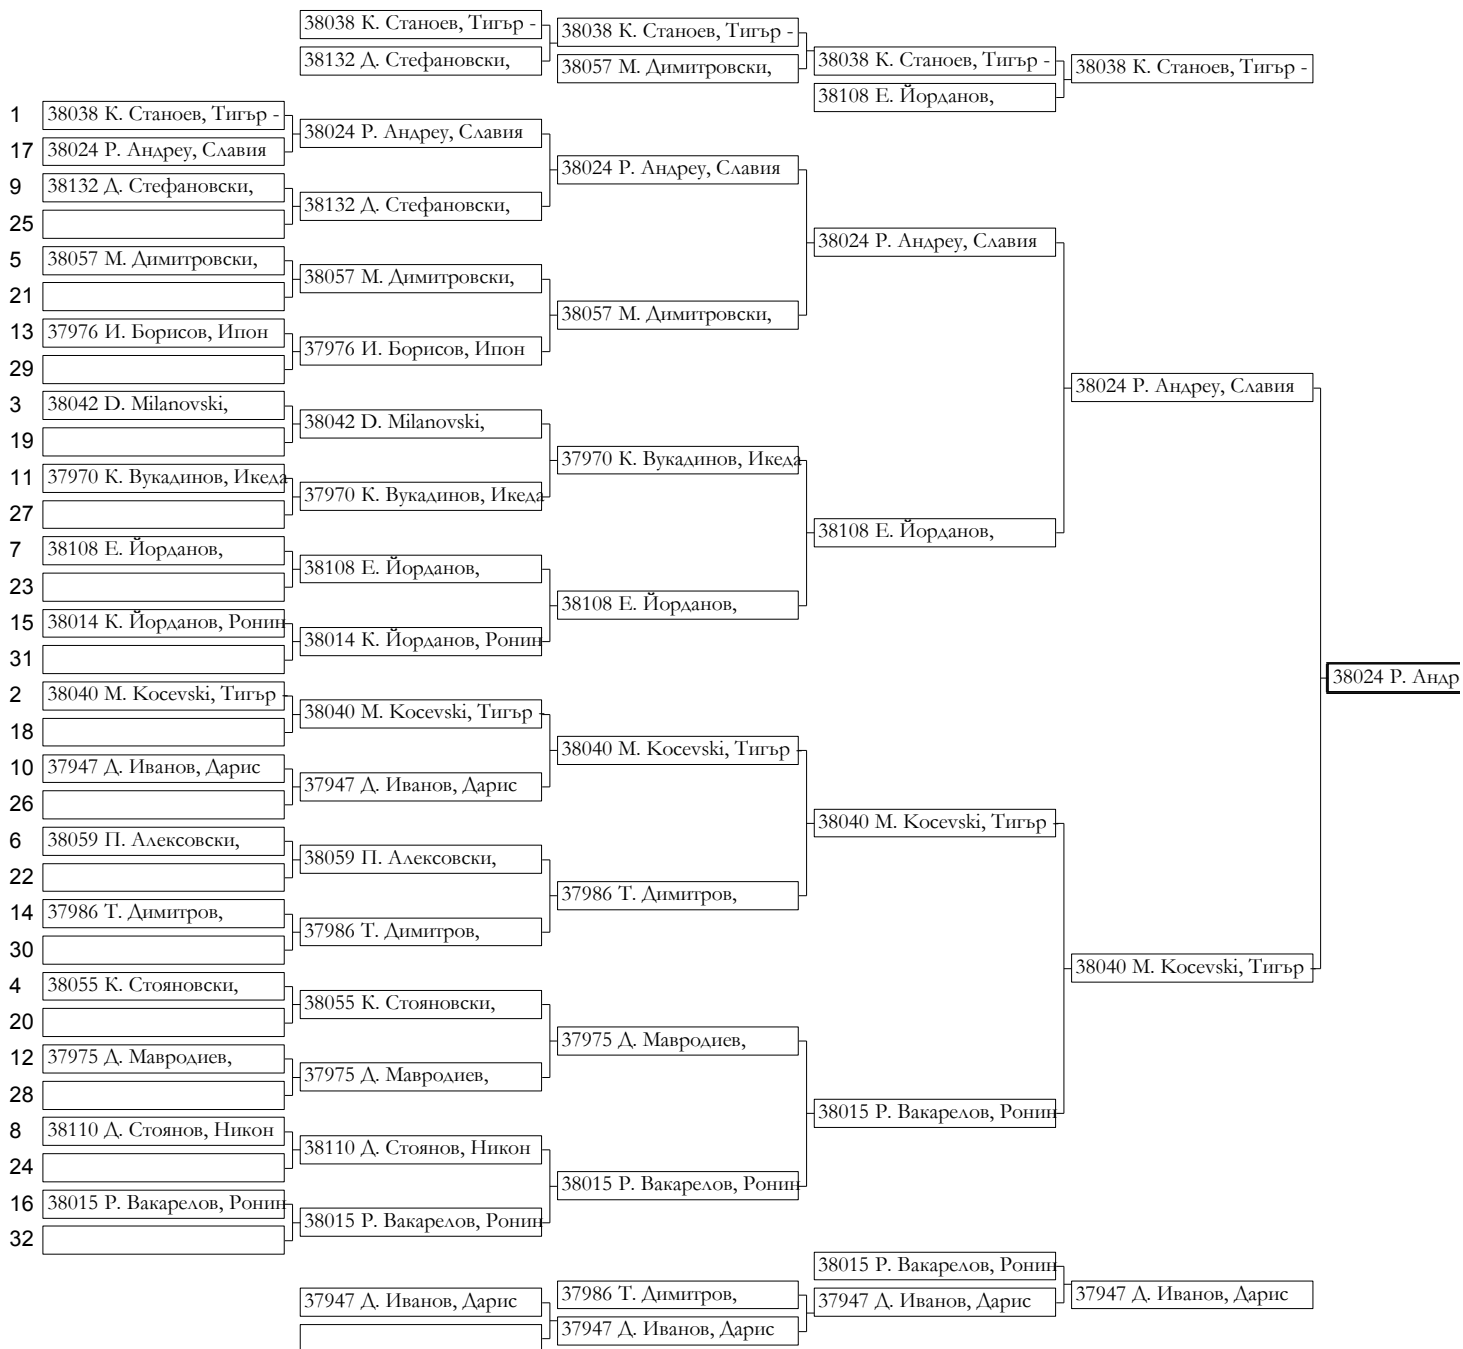 38038 К. Станоев, Тигър -
38132 Д. Стефановски,
38038 К. Станоев, Тигър -
38057 М. Димитровски,
38038 К. Станоев, Тигър -
38108 Е. Йорданов,
38038 К. Станоев, Тигър -
1 38038 К. Станоев, Тигър -
17 38024 Р. Андреу, Славия
9 38132 Д. Стефановски,
25
5 38057 М. Димитровски,
21
13 37976 И. Борисов, Ипон
29
3 38042 D. Milanovski,
19
11 37970 К. Вукадинов, Икеда
27
7 38108 Е. Йорданов,
23
15 38014 К. Йорданов, Ронин
31
2 38040 M. Kocevski, Тигър -
18
10 37947 Д. Иванов, Дарис
26
6 38059 П. Алексовски,
22
14 37986 Т. Димитров,
30
4 38055 К. Стояновски,
20
12 37975 Д. Мавродиев,
28
8 38110 Д. Стоянов, Никон
24
16 38015 Р. Вакарелов, Ронин
32
38024 Р. Андреу, Славия
38132 Д. Стефановски,
38057 М. Димитровски,
37976 И. Борисов, Ипон
38042 D. Milanovski,
37970 К. Вукадинов, Икеда
38108 Е. Йорданов,
38014 К. Йорданов, Ронин
38040 M. Kocevski, Тигър -
37947 Д. Иванов, Дарис
38059 П. Алексовски,
37986 Т. Димитров,
38055 К. Стояновски,
37975 Д. Мавродиев,
38110 Д. Стоянов, Никон
38015 Р. Вакарелов, Ронин
38024 Р. Андреу, Славия
38057 М. Димитровски,
37970 К. Вукадинов, Икеда
38108 Е. Йорданов,
38040 M. Kocevski, Тигър -
37986 Т. Димитров,
37975 Д. Мавродиев,
38015 Р. Вакарелов, Ронин
38024 Р. Андреу, Славия
38108 Е. Йорданов,
38040 M. Kocevski, Тигър -
38015 Р. Вакарелов, Ронин
38024 Р. Андреу, Славия
38040 M. Kocevski, Тигър -
38024 Р. Андр
37947 Д. Иванов, Дарис
37986 Т. Димитров,
37947 Д. Иванов, Дарис
38015 Р. Вакарелов, Ронин
37947 Д. Иванов, Дарис
37947 Д. Иванов, Дарис